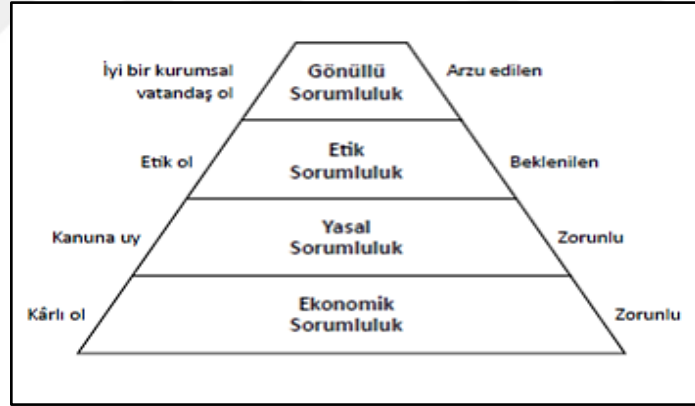 İyi bir kurumsal
vatandaş ol
Gönüllü
Sorumluluk
Arzu edilen
Etik ol
Etik
Sorumluluk
Beklenilen
Kanuna uy
Yasal
Sorumluluk
Zorunlu
Kârlı ol
Ekonomik
Sorumluluk
Zorunlu